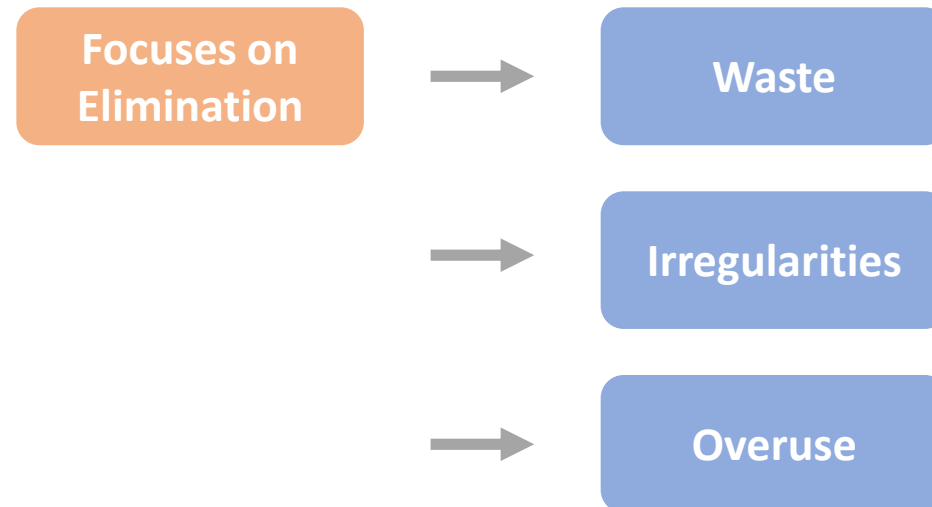 Focuses on
Elimination
Waste
Irregularities
Overuse